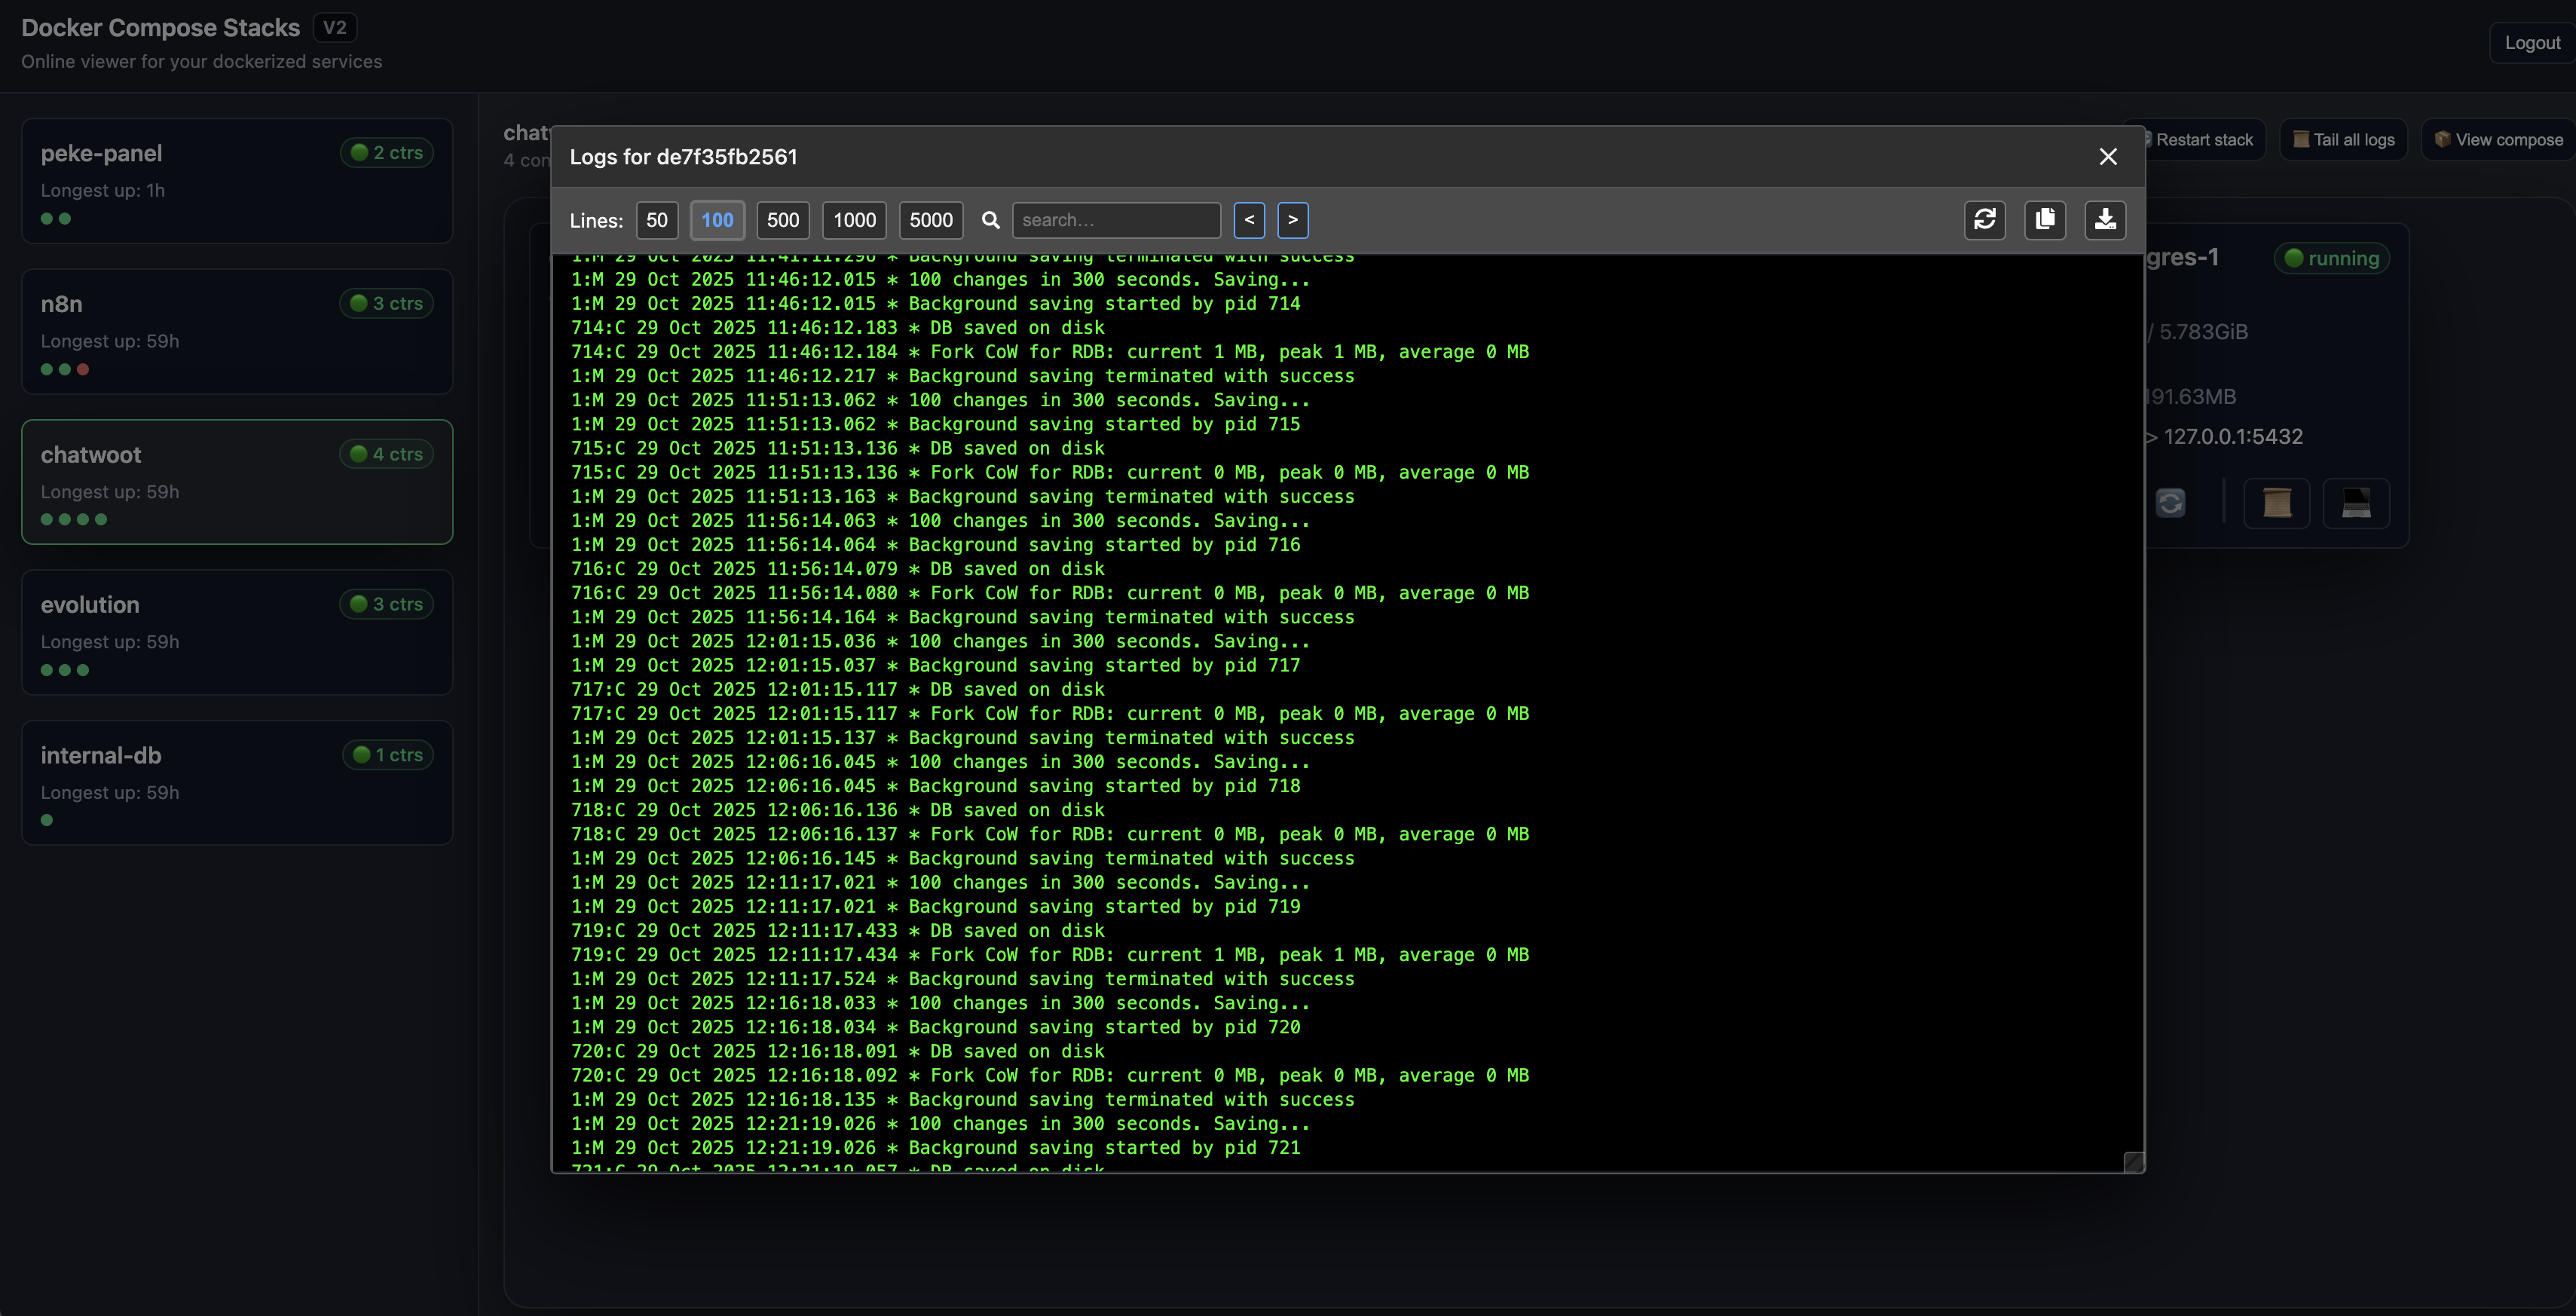 Docker Compose Stacks V2
Online viewer for your dockerized services
Logout
peke-panel
2 ctrs
Longest up: 1h
n8n
3 ctrs
Longest up: 59h
chatwoot
4 ctrs
Longest up: 59h
evolution
3 ctrs
Longest up: 59h
internal-db
1 ctrs
Longest up: 59h
chat
4 con
Restart stack
Tail all logs
View compose
gres-1
running
/ 5.783GiB
191.63MB
> 127.0.0.1:5432
Logs for de7f35fb2561
Lines: 50 100 500 1000 5000 search... < >
1:M 29 Oct 2025 11:41:11.296 * Background saving terminated with success
1:M 29 Oct 2025 11:46:12.015 * 100 changes in 300 seconds. Saving...
1:M 29 Oct 2025 11:46:12.015 * Background saving started by pid 714
714:C 29 Oct 2025 11:46:12.183 * DB saved on disk
714:C 29 Oct 2025 11:46:12.184 * Fork CoW for RDB: current 1 MB, peak 1 MB, average 0 MB
1:M 29 Oct 2025 11:46:12.217 * Background saving terminated with success
1:M 29 Oct 2025 11:51:13.062 * 100 changes in 300 seconds. Saving...
1:M 29 Oct 2025 11:51:13.062 * Background saving started by pid 715
715:C 29 Oct 2025 11:51:13.136 * DB saved on disk
715:C 29 Oct 2025 11:51:13.136 * Fork CoW for RDB: current 0 MB, peak 0 MB, average 0 MB
1:M 29 Oct 2025 11:51:13.163 * Background saving terminated with success
1:M 29 Oct 2025 11:56:14.063 * 100 changes in 300 seconds. Saving...
1:M 29 Oct 2025 11:56:14.064 * Background saving started by pid 716
716:C 29 Oct 2025 11:56:14.079 * DB saved on disk
716:C 29 Oct 2025 11:56:14.080 * Fork CoW for RDB: current 0 MB, peak 0 MB, average 0 MB
1:M 29 Oct 2025 11:56:14.164 * Background saving terminated with success
1:M 29 Oct 2025 12:01:15.036 * 100 changes in 300 seconds. Saving...
1:M 29 Oct 2025 12:01:15.037 * Background saving started by pid 717
717:C 29 Oct 2025 12:01:15.117 * DB saved on disk
717:C 29 Oct 2025 12:01:15.117 * Fork CoW for RDB: current 0 MB, peak 0 MB, average 0 MB
1:M 29 Oct 2025 12:01:15.137 * Background saving terminated with success
1:M 29 Oct 2025 12:06:16.045 * 100 changes in 300 seconds. Saving...
1:M 29 Oct 2025 12:06:16.045 * Background saving started by pid 718
718:C 29 Oct 2025 12:06:16.136 * DB saved on disk
718:C 29 Oct 2025 12:06:16.137 * Fork CoW for RDB: current 0 MB, peak 0 MB, average 0 MB
1:M 29 Oct 2025 12:06:16.145 * Background saving terminated with success
1:M 29 Oct 2025 12:11:17.021 * 100 changes in 300 seconds. Saving...
1:M 29 Oct 2025 12:11:17.021 * Background saving started by pid 719
719:C 29 Oct 2025 12:11:17.433 * DB saved on disk
719:C 29 Oct 2025 12:11:17.434 * Fork CoW for RDB: current 1 MB, peak 1 MB, average 0 MB
1:M 29 Oct 2025 12:11:17.524 * Background saving terminated with success
1:M 29 Oct 2025 12:16:18.033 * 100 changes in 300 seconds. Saving...
1:M 29 Oct 2025 12:16:18.034 * Background saving started by pid 720
720:C 29 Oct 2025 12:16:18.091 * DB saved on disk
720:C 29 Oct 2025 12:16:18.092 * Fork CoW for RDB: current 0 MB, peak 0 MB, average 0 MB
1:M 29 Oct 2025 12:16:18.135 * Background saving terminated with success
1:M 29 Oct 2025 12:21:19.026 * 100 changes in 300 seconds. Saving...
1:M 29 Oct 2025 12:21:19.026 * Background saving started by pid 721
721:C 29 Oct 2025 12:21:19.057 * DB saved on disk